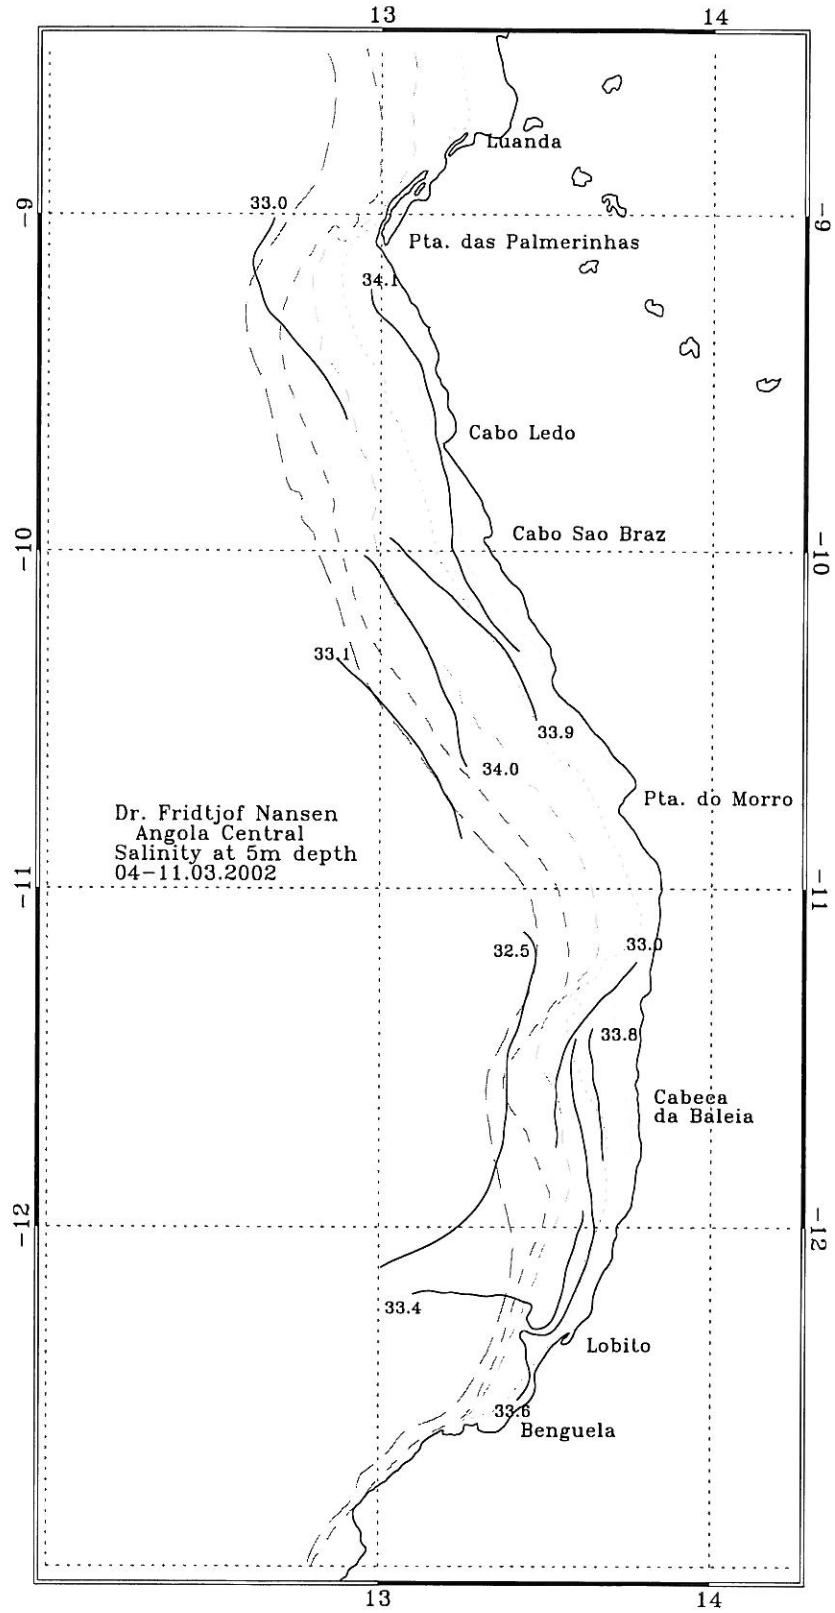 13 14
Luanda
33.0
-9 -9
Pta. das Palmerinhas
34.1
Cabo Ledo
Cabo Sao Braz
-10 -10
33.1
33.9
34.0
Pta. do Morro
Dr. Fridtjof Nansen
Angola Central
Salinity at 5m depth
04-11.03.2002
-11 -11
33.0
32.5
33.8
Cabeca
da Baleia
-12 -12
33.4
Lobito
33.6
Benguela
13 14